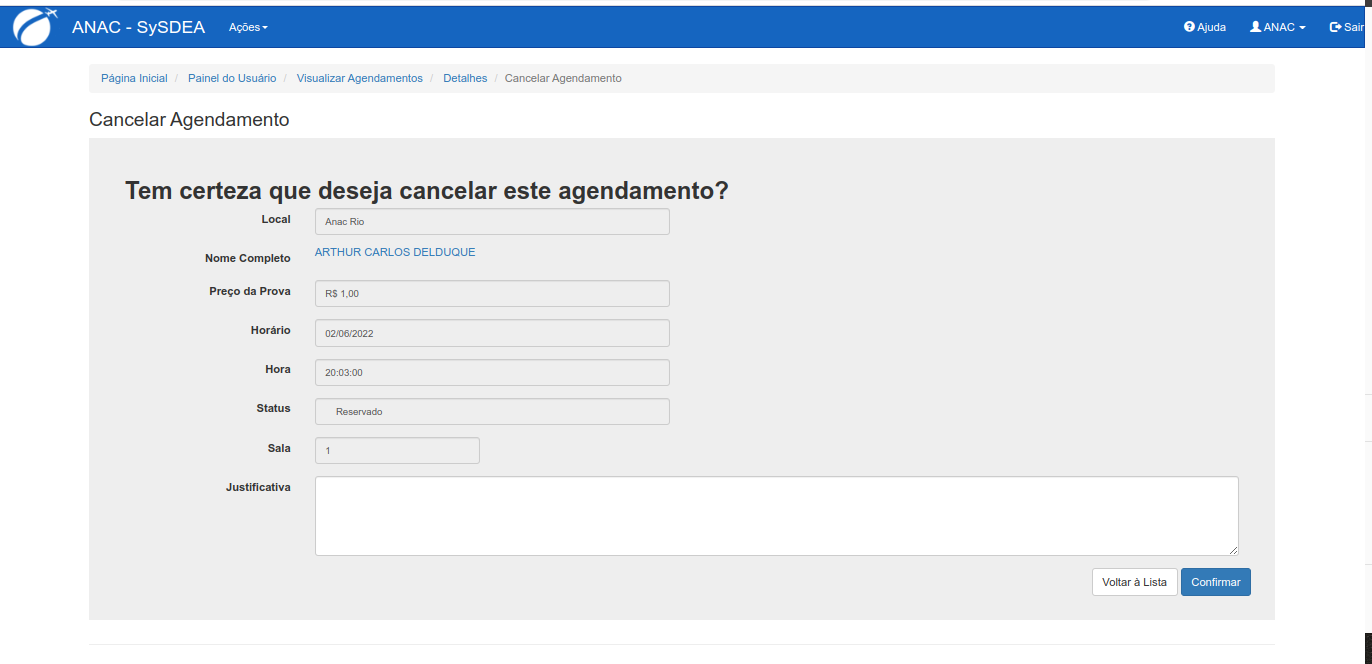 ANAC - SySDEA Ações Ajuda ANAC Sair
Página Inicial / Painel do Usuário / Visualizar Agendamentos / Detalhes / Cancelar Agendamento
Cancelar Agendamento
Tem certeza que deseja cancelar este agendamento?
Local Anac Rio
Nome Completo ARTHUR CARLOS DELDUQUE
Preço da Prova R$ 1,00
Horário 02/06/2022
Hora 20:03:00
Status Reservado
Sala 1
Justificativa
Voltar à Lista Confirmar